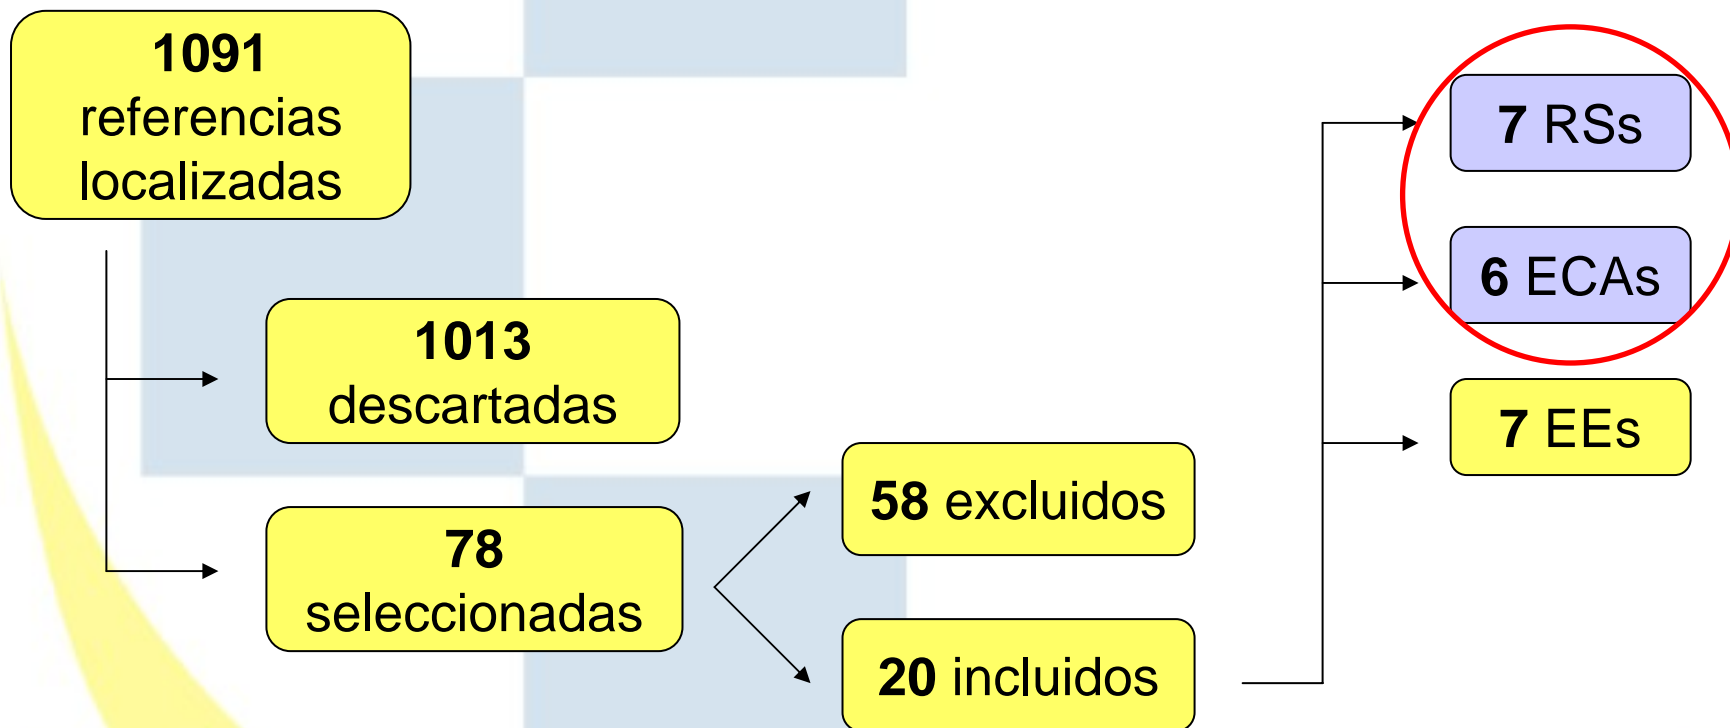 1091
referencias
localizadas
1013
descartadas
78
seleccionadas
58 excluidos
20 incluidos
7 RSs
6 ECAs
7 EEs